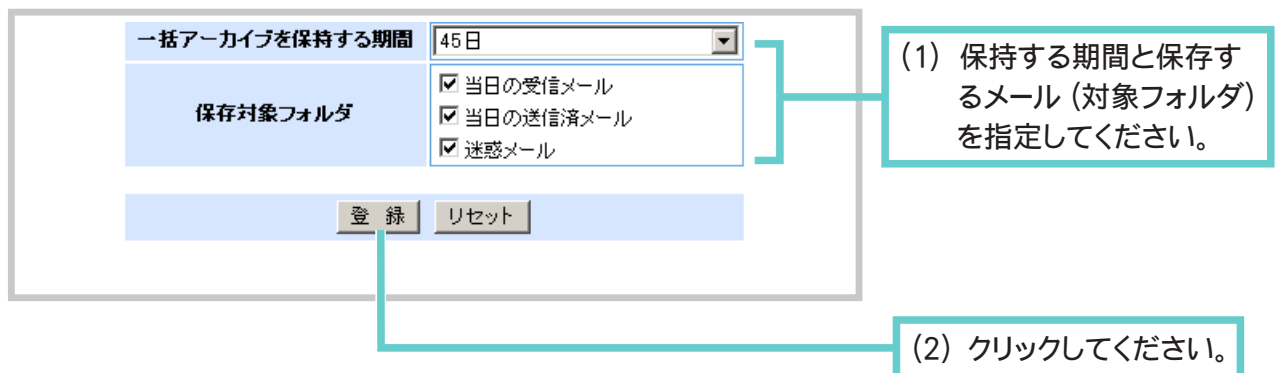 一括アーカイブを保持する期間
45日
保存対象フォルダ
当日の受信メール
当日の送信済メール
迷惑メール
登 録
リセット
(1) 保持する期間と保存す
るメール (対象フォルダ)
を指定してください。
(2) クリックしてください。